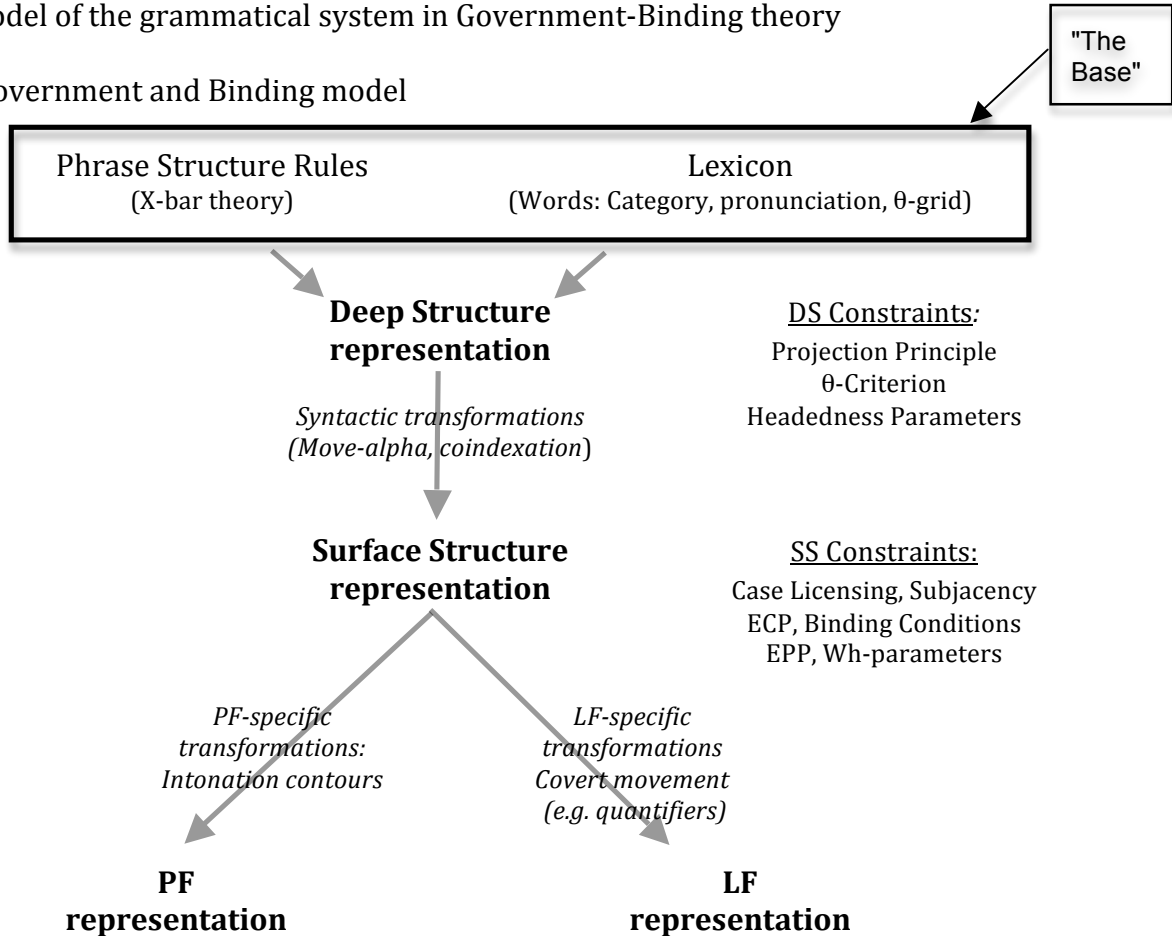 odel of the grammatical system in Government-Binding theory
"The
Base"
overnment and Binding model
Phrase Structure Rules
(X-bar theory)
Lexicon
(Words: Category, pronunciation, θ-grid)
Deep Structure
representation
DS Constraints:
Projection Principle
θ-Criterion
Headedness Parameters
Syntactic transformations
(Move-alpha, coindexation)
Surface Structure
representation
SS Constraints:
Case Licensing, Subjacency
ECP, Binding Conditions
EPP, Wh-parameters
PF-specific
transformations:
Intonation contours
LF-specific
transformations
Covert movement
(e.g. quantifiers)
PF
representation
LF
representation